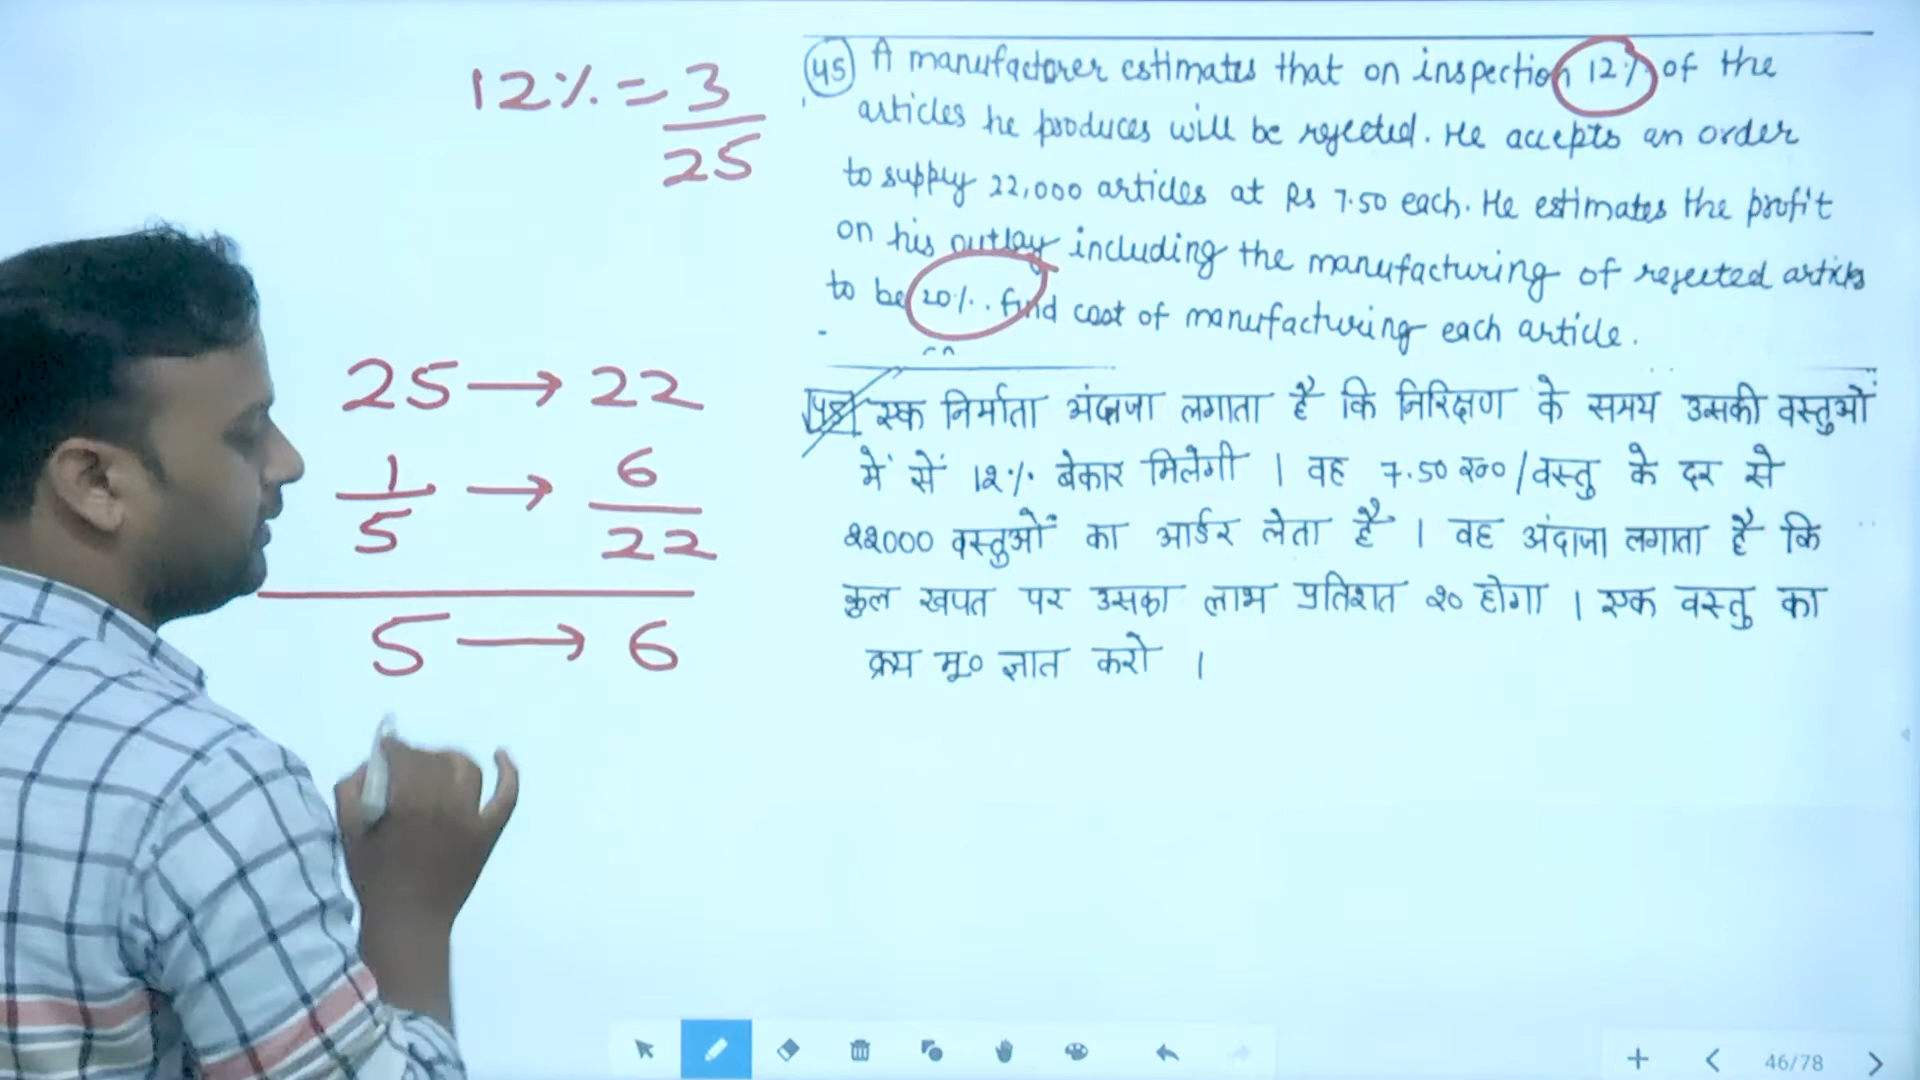 12% = 3/25
25 → 22
1/5 → 6/22
5 → 6
45 A manufacturer estimates that on inspection 12% of the
articles he produces will be rejected. He accepts an order
to supply 22,000 articles at Rs 7.50 each. He estimates the profit
on his outlay including the manufacturing of rejected articles
to be 20%. find cost of manufacturing each article.
एक निर्माता अंदाजा लगाता है कि निरिक्षण के समय उसकी वस्तुओं
में से 12% बेकार मिलेगी । वह 7.50 रू० /वस्तु के दर से
22000 वस्तुओं का आर्डर लेता है । वह अंदाजा लगाता है कि
कुल खपत पर उसका लाभ प्रतिशत 20 होगा । एक वस्तु का
क्रय मू० ज्ञात करो ।
46/78